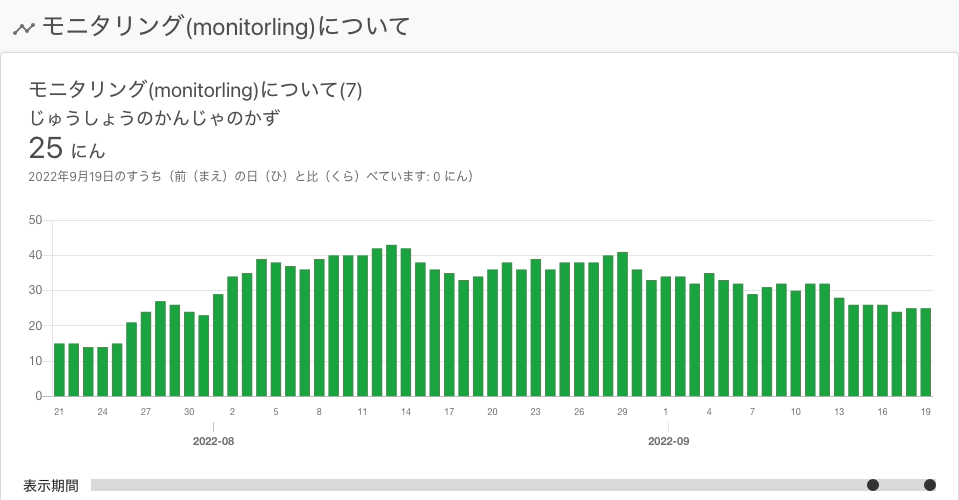 モニタリング(monitorling)について
モニタリング(monitorling)について(7)
じゅうしょうのかんじゃのかず
25 にん
2022年9月19日のすうち（前（まえ）の日（ひ）と比（くら）べています: 0 にん）
50
40
30
20
10
0
21 24 27 30 2 5 8 11 14 17 20 23 26 29 1 4 7 10 13 16 19
2022-08 2022-09
表示期間